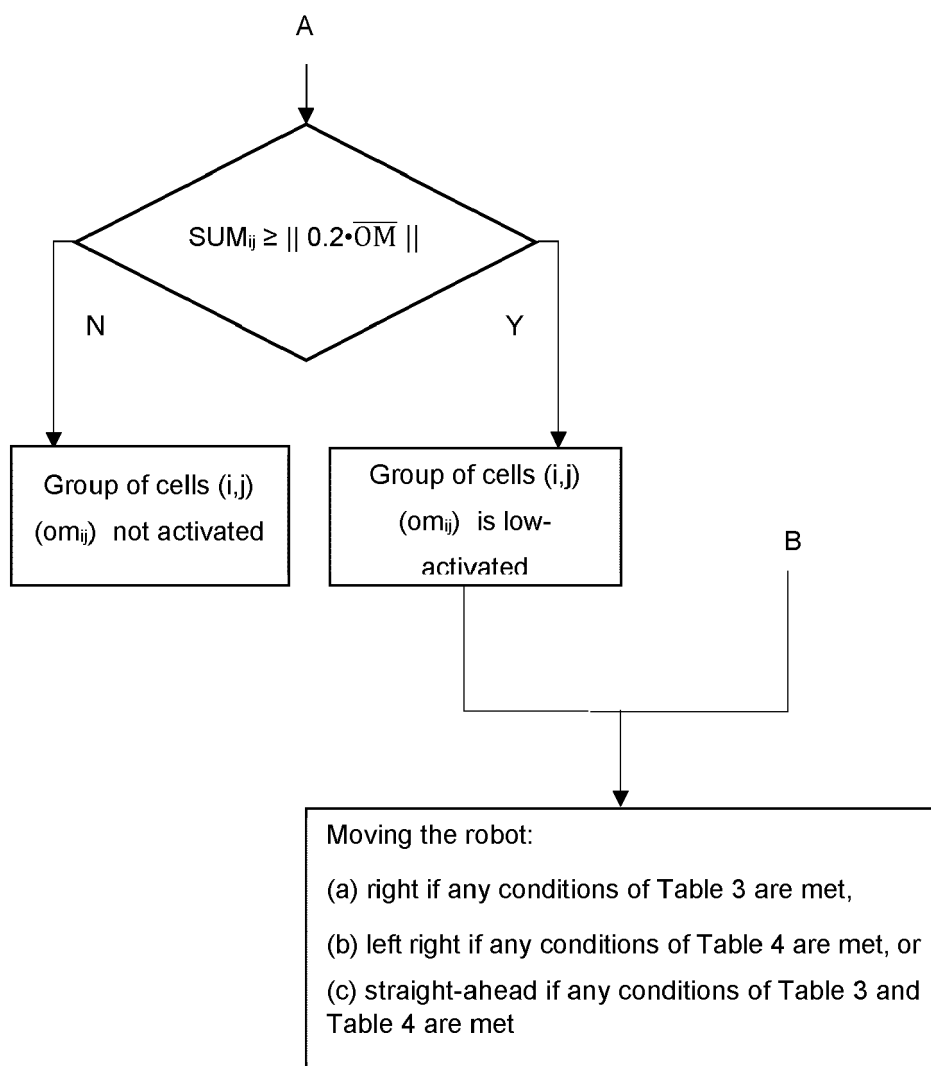 A
SUMij ≥ || 0.2•O̅M̅ ||
N
Y
Group of cells (i,j)
(omij) not activated
Group of cells (i,j)
(omij) is low-
activated
B
Moving the robot:
(a) right if any conditions of Table 3 are met,
(b) left right if any conditions of Table 4 are met, or
(c) straight-ahead if any conditions of Table 3 and
Table 4 are met